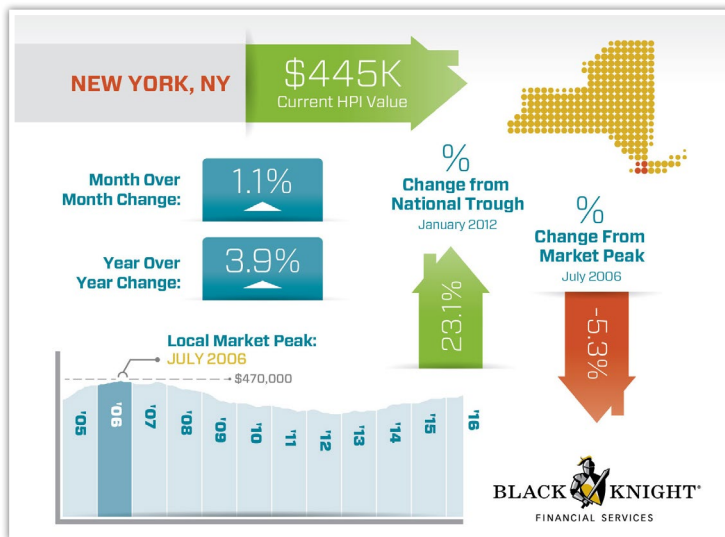 NEW YORK, NY
$445K
Current HPI Value
Month Over
Month Change:
1.1%
Year Over
Year Change:
3.9%
%
Change from
National Trough
January 2012
23.1%
%
Change From
Market Peak
July 2006
-5.3%
Local Market Peak:
JULY 2006
$470,000
'05
'06
'07
'08
'09
'10
'11
'12
'13
'14
'15
'16
BLACK KNIGHT®
FINANCIAL SERVICES